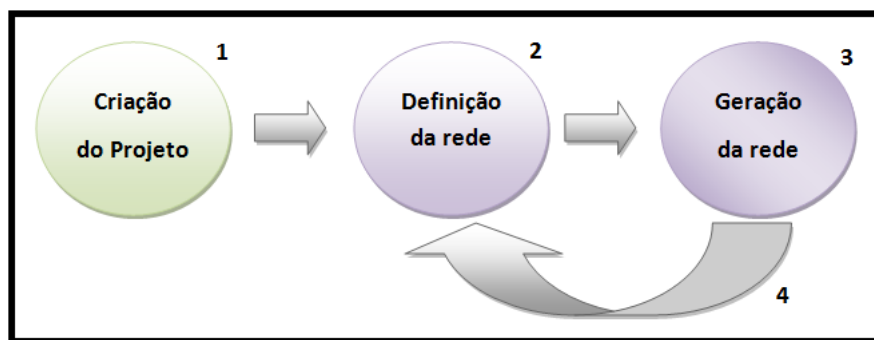 1
Criação
do Projeto
2
Definição
da rede
3
Geração
da rede
4